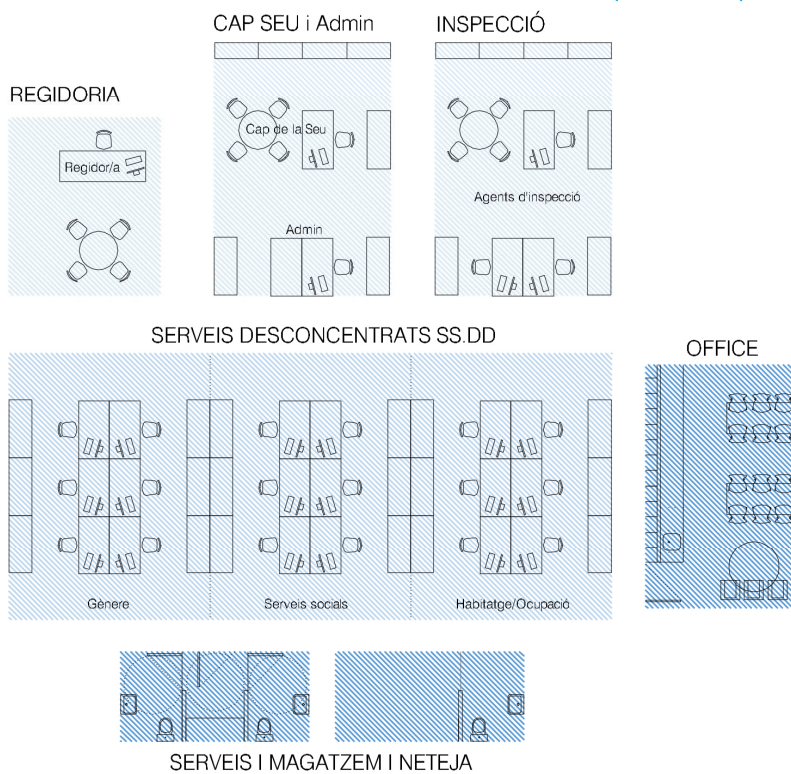 CAP SEU i Admin
INSPECCIÓ
REGIDORIA
Cap de la Seu
Regidor/a
Agents d'inspecció
Admin
SERVEIS DESCONCENTRATS SS.DD
OFFICE
Gènere
Serveis socials
Habitatge/Ocupació
SERVEIS I MAGATZEM I NETEJA